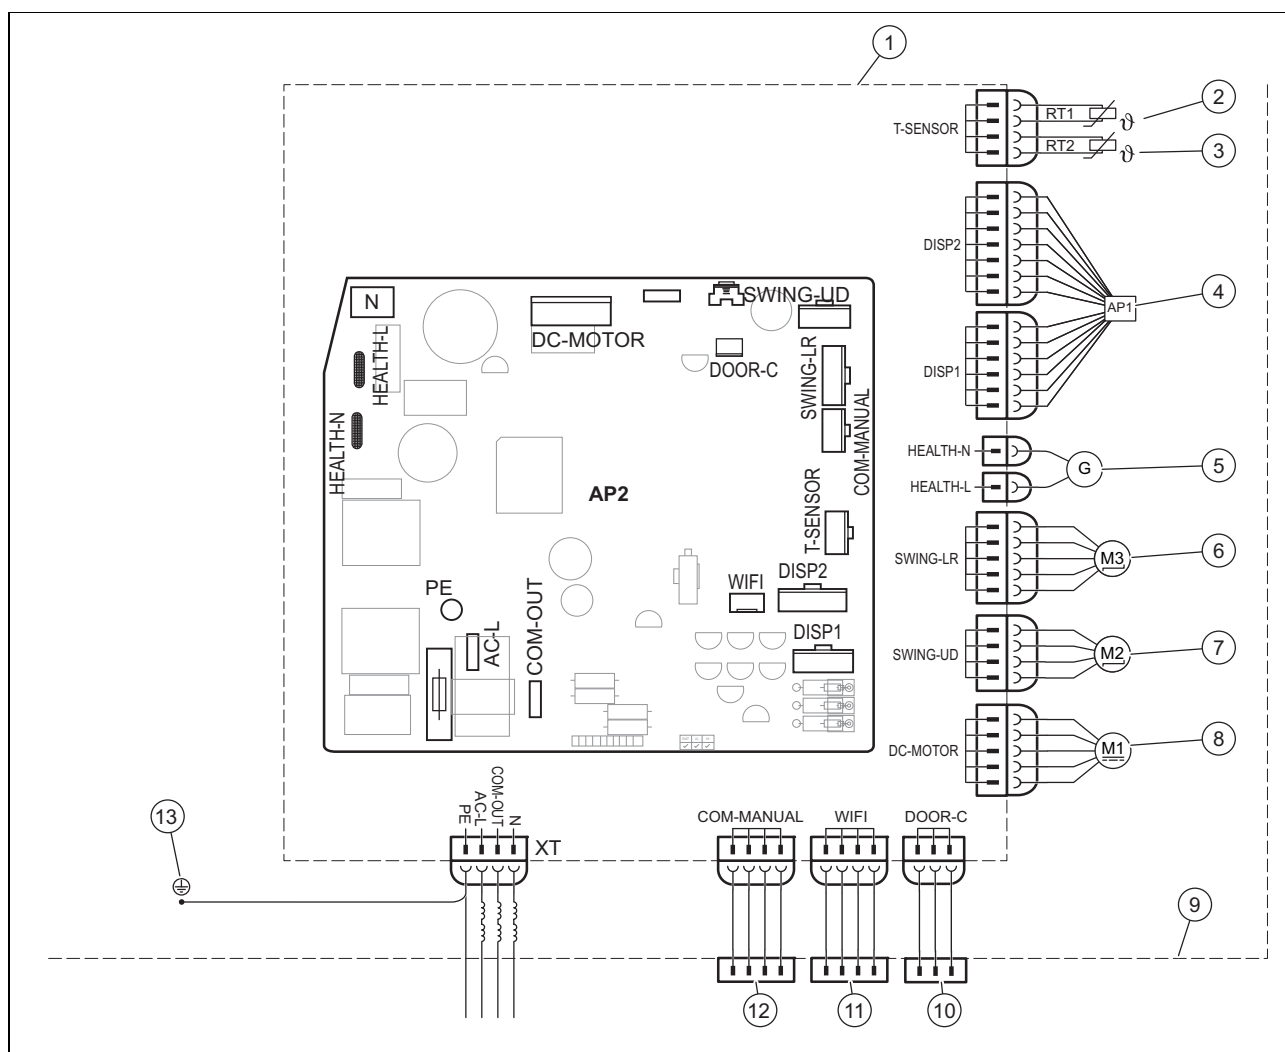 1
T-SENSOR
RT1
ϑ
2
RT2
ϑ
3
DISP2
AP1
4
DISP1
HEALTH-N
HEALTH-L
G
5
SWING-LR
M3
6
SWING-UD
M2
7
DC-MOTOR
M1
8
N
HEALTH-L
HEALTH-N
DC-MOTOR
SWING-UD
DOOR-C
SWING-LR
COM-MANUAL
AP2
T-SENSOR
WIFI
DISP2
DISP1
PE
AC-L
COM-OUT
PE
AC-L
COM-OUT
N
XT
COM-MANUAL
WIFI
DOOR-C
13
9
12
11
10